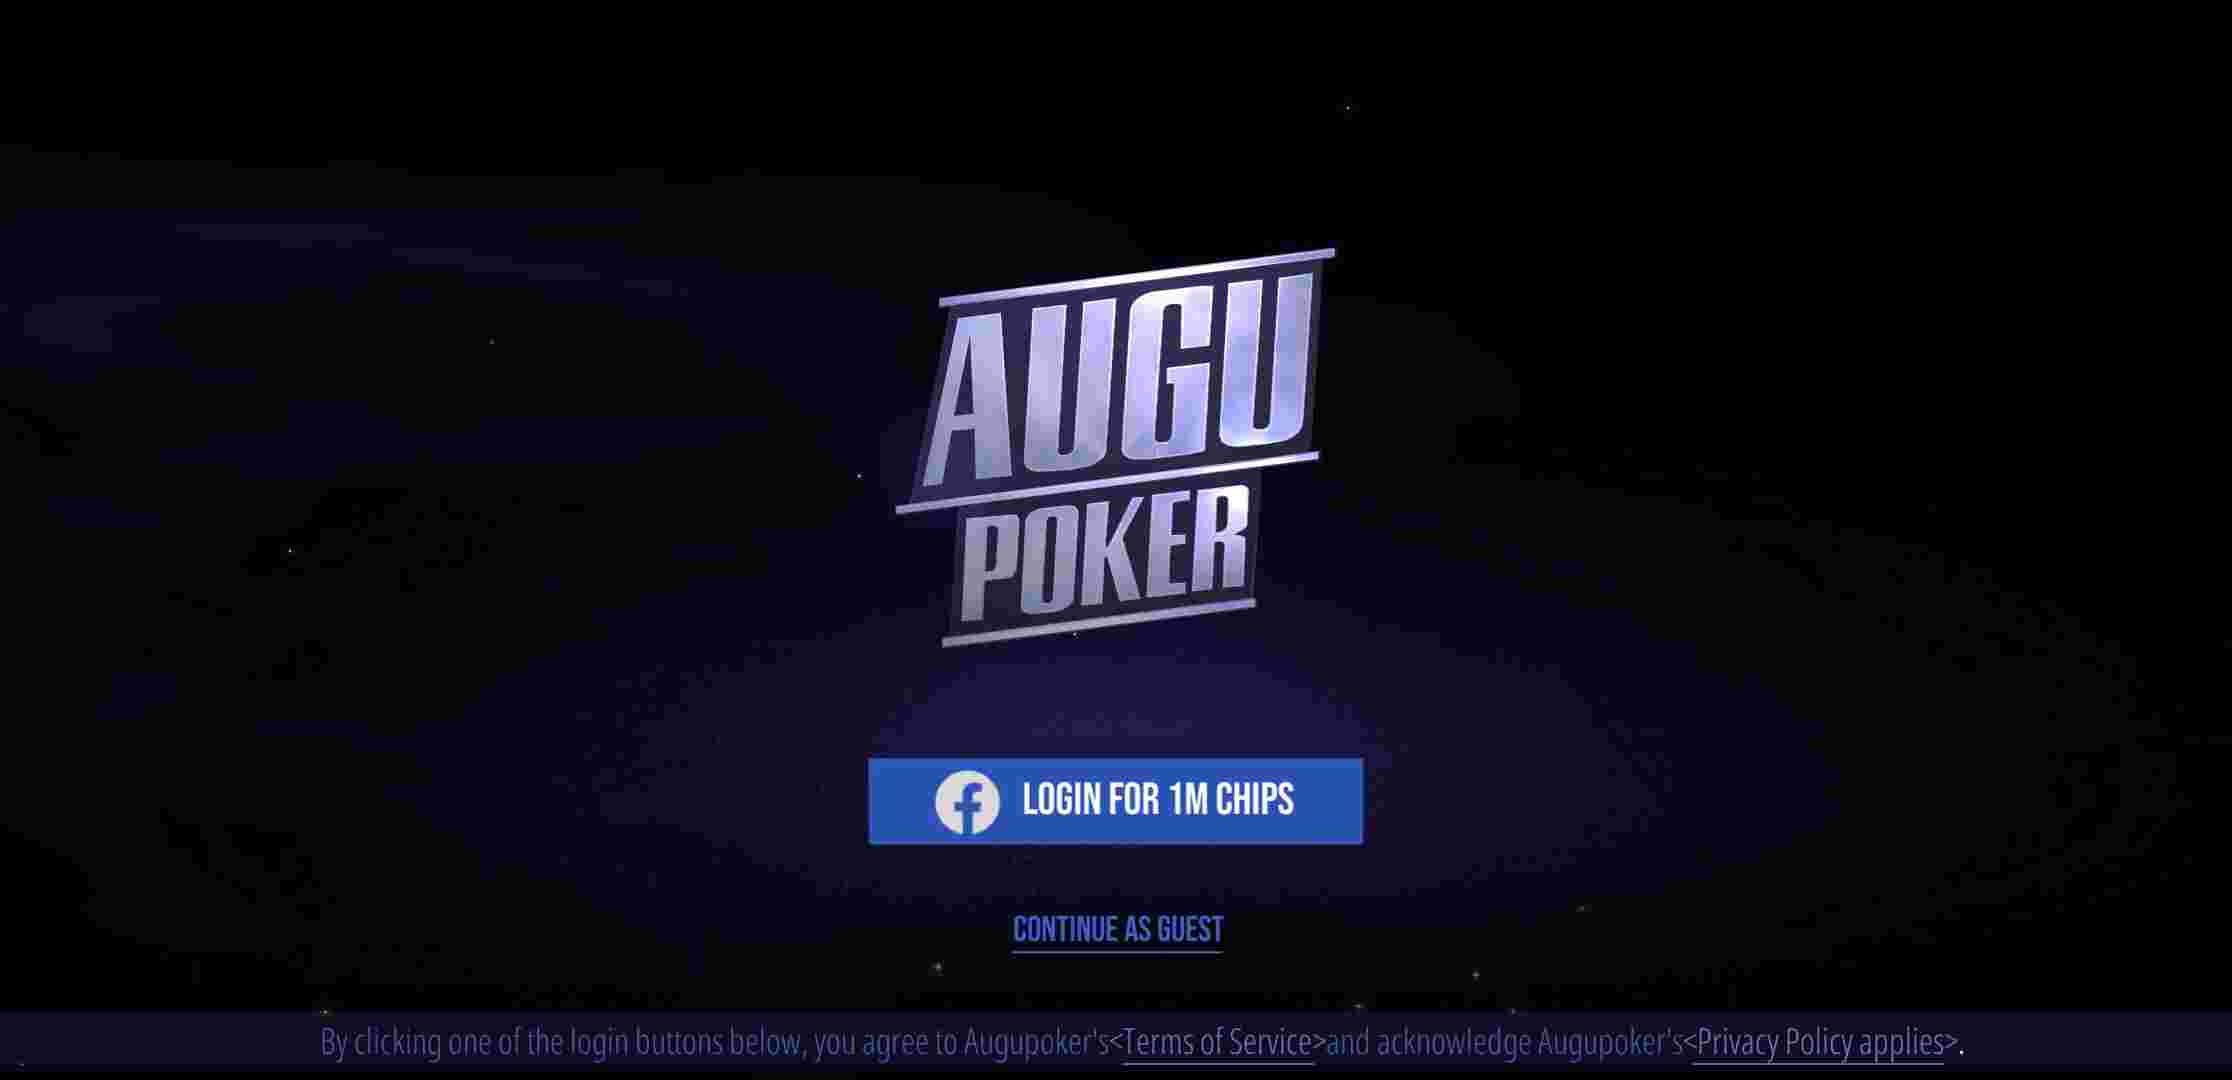 AUGU
POKER
LOGIN FOR 1M CHIPS
CONTINUE AS GUEST
By clicking one of the login buttons below, you agree to Augupoker's<Terms of Service>and acknowledge Augupoker's<Privacy Policy applies>.